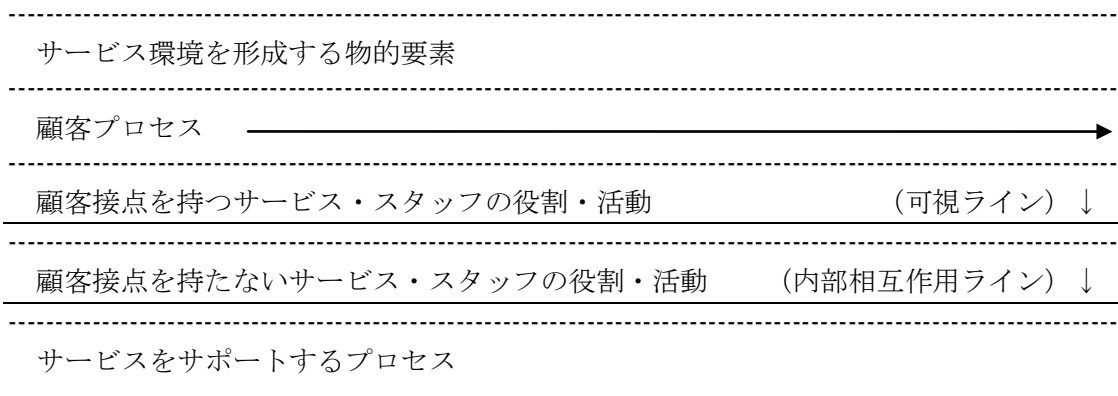 サービス環境を形成する物的要素
顧客プロセス
顧客接点を持つサービス・スタッフの役割・活動 (可視ライン) ↓
顧客接点を持たないサービス・スタッフの役割・活動 (内部相互作用ライン) ↓
サービスをサポートするプロセス